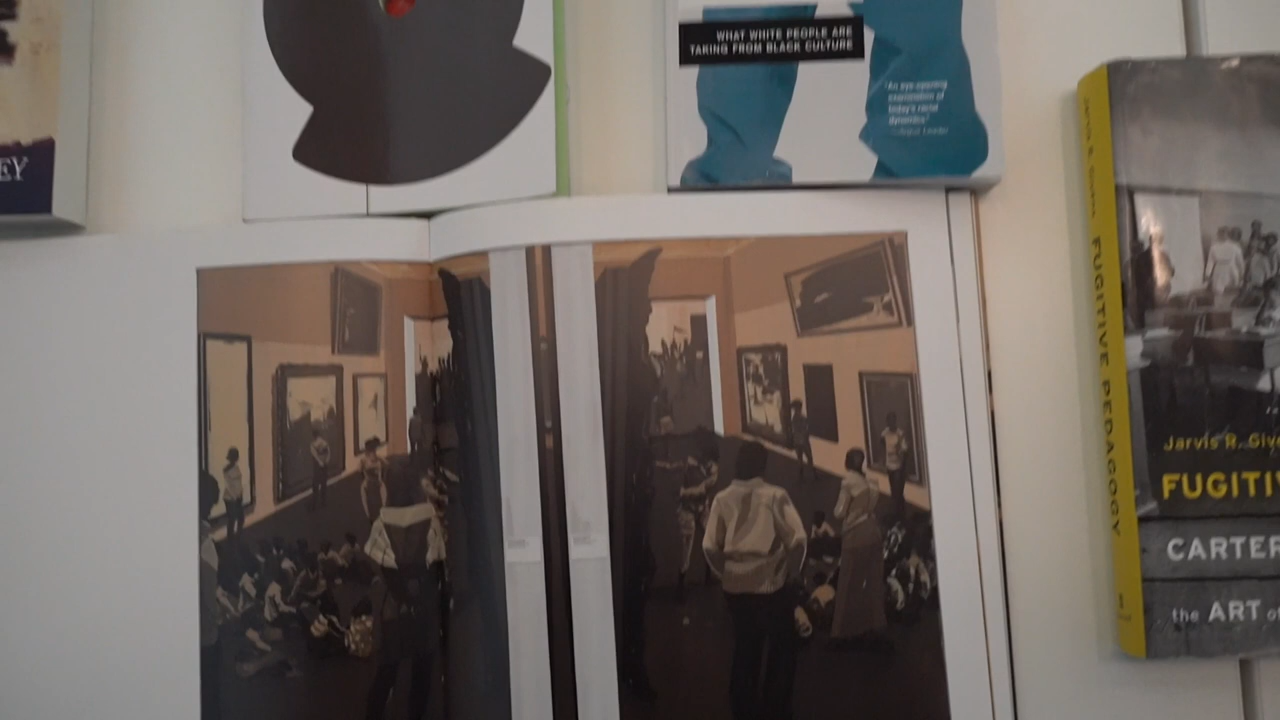 EY
WHAT WHITE PEOPLE ARE
TAKING FROM BLACK CULTURE
"An eye-opening
exploration of
today's racial
dynamics"
FUGITIVE PEDAGOGY
Jarvis R. Give
FUGITIV
CARTER
the ART of